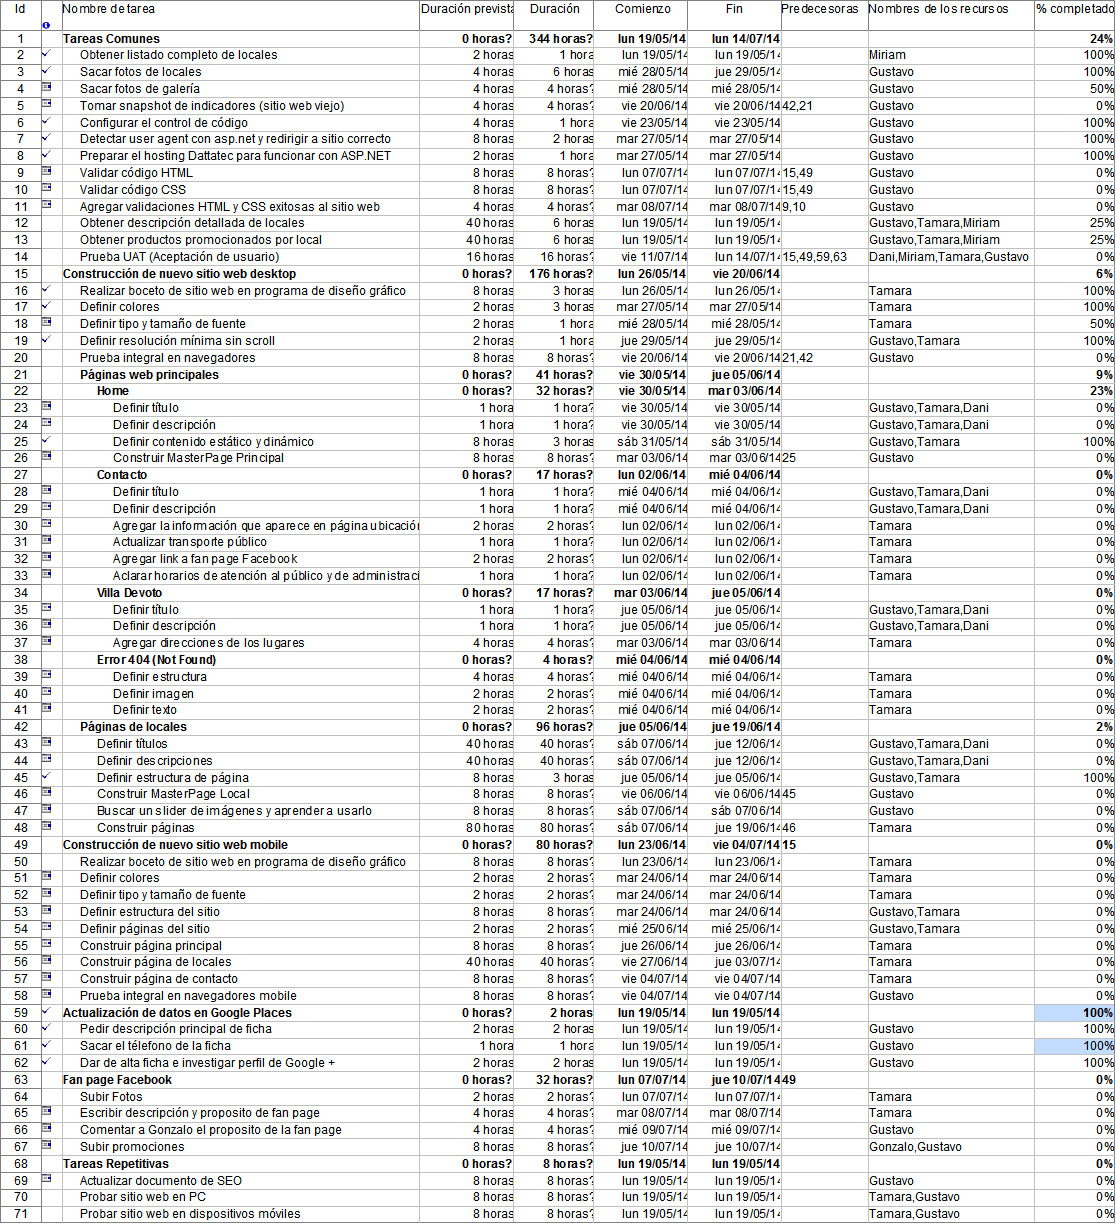 Id Nombre de tarea Duración prevista Duración Comienzo Fin Predecesoras Nombres de los recursos % completado
1 Tareas Comunes 0 horas? 344 horas? lun 19/05/14 lun 14/07/14 24%
2 Obtener listado completo de locales 2 horas 1 hora lun 19/05/14 lun 19/05/14 Miriam 100%
3 Sacar fotos de locales 4 horas 6 horas mié 28/05/14 jue 29/05/14 Gustavo 100%
4 Sacar fotos de galería 4 horas 4 horas? mié 28/05/14 mié 28/05/14 Gustavo 50%
5 Tomar snapshot de indicadores (sitio web viejo) 4 horas 4 horas? vie 20/06/14 vie 20/06/14 42,21 Gustavo 0%
6 Configurar el control de código 4 horas 1 hora vie 23/05/14 vie 23/05/14 Gustavo 100%
7 Detectar user agent con asp.net y redirigir a sitio correcto 8 horas 2 horas mar 27/05/14 mar 27/05/14 Gustavo 100%
8 Preparar el hosting Dattatec para funcionar con ASP.NET 2 horas 1 hora mar 27/05/14 mar 27/05/14 Gustavo 100%
9 Validar código HTML 8 horas 8 horas? lun 07/07/14 lun 07/07/14 15,49 Gustavo 0%
10 Validar código CSS 8 horas 8 horas? lun 07/07/14 lun 07/07/14 15,49 Gustavo 0%
11 Agregar validaciones HTML y CSS exitosas al sitio web 4 horas 4 horas? mar 08/07/14 mar 08/07/14 9,10 Gustavo 0%
12 Obtener descripción detallada de locales 40 horas 6 horas lun 19/05/14 lun 19/05/14 Gustavo,Tamara,Miriam 25%
13 Obtener productos promocionados por local 40 horas 6 horas lun 19/05/14 lun 19/05/14 Gustavo,Tamara,Miriam 25%
14 Prueba UAT (Aceptación de usuario) 16 horas 16 horas? vie 11/07/14 lun 14/07/14 15,49,59,63 Dani,Miriam,Tamara,Gustavo 0%
15 Construcción de nuevo sitio web desktop 0 horas? 176 horas? lun 26/05/14 vie 20/06/14 6%
16 Realizar boceto de sitio web en programa de diseño gráfico 8 horas 3 horas lun 26/05/14 lun 26/05/14 Tamara 100%
17 Definir colores 2 horas 3 horas mar 27/05/14 mar 27/05/14 Tamara 100%
18 Definir tipo y tamaño de fuente 2 horas 1 hora mié 28/05/14 mié 28/05/14 Tamara 50%
19 Definir resolución mínima sin scroll 2 horas 1 hora jue 29/05/14 jue 29/05/14 Gustavo,Tamara 100%
20 Prueba integral en navegadores 8 horas 8 horas? vie 20/06/14 vie 20/06/14 21,42 Gustavo 0%
21 Páginas web principales 0 horas? 41 horas? vie 30/05/14 jue 05/06/14 9%
22 Home 0 horas? 32 horas? vie 30/05/14 mar 03/06/14 23%
23 Definir título 1 hora 1 hora? vie 30/05/14 vie 30/05/14 Gustavo,Tamara,Dani 0%
24 Definir descripción 1 hora 1 hora? vie 30/05/14 vie 30/05/14 Gustavo,Tamara,Dani 0%
25 Definir contenido estático y dinámico 8 horas 3 horas sáb 31/05/14 sáb 31/05/14 Gustavo,Tamara 100%
26 Construir MasterPage Principal 8 horas 8 horas? mar 03/06/14 mar 03/06/14 25 Gustavo 0%
27 Contacto 0 horas? 17 horas? lun 02/06/14 mié 04/06/14 0%
28 Definir título 1 hora 1 hora? mié 04/06/14 mié 04/06/14 Gustavo,Tamara,Dani 0%
29 Definir descripción 1 hora 1 hora? mié 04/06/14 mié 04/06/14 Gustavo,Tamara,Dani 0%
30 Agregar la información que aparece en página ubicación 2 horas 2 horas? lun 02/06/14 lun 02/06/14 Tamara 0%
31 Actualizar transporte público 1 hora 1 hora? lun 02/06/14 lun 02/06/14 Tamara 0%
32 Agregar link a fan page Facebook 2 horas 2 horas? lun 02/06/14 lun 02/06/14 Tamara 0%
33 Aclarar horarios de atención al público y de administraci 1 hora 1 hora? lun 02/06/14 lun 02/06/14 Tamara 0%
34 Villa Devoto 0 horas? 17 horas? mar 03/06/14 jue 05/06/14 0%
35 Definir título 1 hora 1 hora? jue 05/06/14 jue 05/06/14 Gustavo,Tamara,Dani 0%
36 Definir descripción 1 hora 1 hora? jue 05/06/14 jue 05/06/14 Gustavo,Tamara,Dani 0%
37 Agregar direcciones de los lugares 4 horas 4 horas? mar 03/06/14 mar 03/06/14 Tamara 0%
38 Error 404 (Not Found) 0 horas? 4 horas? mié 04/06/14 mié 04/06/14 0%
39 Definir estructura 4 horas 4 horas? mié 04/06/14 mié 04/06/14 Tamara 0%
40 Definir imagen 2 horas 2 horas? mié 04/06/14 mié 04/06/14 Tamara 0%
41 Definir texto 2 horas 2 horas? mié 04/06/14 mié 04/06/14 Tamara 0%
42 Páginas de locales 0 horas? 96 horas? jue 05/06/14 jue 19/06/14 2%
43 Definir títulos 40 horas 40 horas? sáb 07/06/14 jue 12/06/14 Gustavo,Tamara,Dani 0%
44 Definir descripciones 40 horas 40 horas? sáb 07/06/14 jue 12/06/14 Gustavo,Tamara,Dani 0%
45 Definir estructura de página 8 horas 3 horas jue 05/06/14 jue 05/06/14 Gustavo,Tamara 100%
46 Construir MasterPage Local 8 horas 8 horas? vie 06/06/14 vie 06/06/14 45 Gustavo 0%
47 Buscar un slider de imágenes y aprender a usarlo 8 horas 8 horas? sáb 07/06/14 sáb 07/06/14 Gustavo 0%
48 Construir páginas 80 horas 80 horas? sáb 07/06/14 jue 19/06/14 46 Tamara 0%
49 Construcción de nuevo sitio web mobile 0 horas? 80 horas? lun 23/06/14 vie 04/07/14 15 0%
50 Realizar boceto de sitio web en programa de diseño gráfico 8 horas 8 horas? lun 23/06/14 lun 23/06/14 Tamara 0%
51 Definir colores 2 horas 2 horas? mar 24/06/14 mar 24/06/14 Tamara 0%
52 Definir tipo y tamaño de fuente 2 horas 2 horas? mar 24/06/14 mar 24/06/14 Tamara 0%
53 Definir estructura del sitio 8 horas 8 horas? mar 24/06/14 mar 24/06/14 Gustavo,Tamara 0%
54 Definir páginas del sitio 2 horas 2 horas? mié 25/06/14 mié 25/06/14 Gustavo,Tamara 0%
55 Construir página principal 8 horas 8 horas? jue 26/06/14 jue 26/06/14 Tamara 0%
56 Construir página de locales 40 horas 40 horas? vie 27/06/14 jue 03/07/14 Tamara 0%
57 Construir página de contacto 8 horas 8 horas? vie 04/07/14 vie 04/07/14 Tamara 0%
58 Prueba integral en navegadores mobile 8 horas 8 horas? vie 04/07/14 vie 04/07/14 Gustavo 0%
59 Actualización de datos en Google Places 0 horas? 2 horas lun 19/05/14 lun 19/05/14 100%
60 Pedir descripción principal de ficha 2 horas 2 horas lun 19/05/14 lun 19/05/14 Gustavo 100%
61 Sacar el télefono de la ficha 1 hora 1 hora lun 19/05/14 lun 19/05/14 Gustavo 100%
62 Dar de alta ficha e investigar perfil de Google + 2 horas 2 horas lun 19/05/14 lun 19/05/14 Gustavo 100%
63 Fan page Facebook 0 horas? 32 horas? lun 07/07/14 jue 10/07/14 49 0%
64 Subir Fotos 2 horas 2 horas? lun 07/07/14 lun 07/07/14 Tamara 0%
65 Escribir descripción y proposito de fan page 4 horas 4 horas? mar 08/07/14 mar 08/07/14 Tamara 0%
66 Comentar a Gonzalo el proposito de la fan page 4 horas 4 horas? mié 09/07/14 mié 09/07/14 Gustavo 0%
67 Subir promociones 8 horas 8 horas? jue 10/07/14 jue 10/07/14 Gonzalo,Gustavo 0%
68 Tareas Repetitivas 0 horas? 8 horas? lun 19/05/14 lun 19/05/14 0%
69 Actualizar documento de SEO 8 horas 8 horas? lun 19/05/14 lun 19/05/14 Gustavo 0%
70 Probar sitio web en PC 8 horas 8 horas? lun 19/05/14 lun 19/05/14 Tamara,Gustavo 0%
71 Probar sitio web en dispositivos móviles 8 horas 8 horas? lun 19/05/14 lun 19/05/14 Tamara,Gustavo 0%